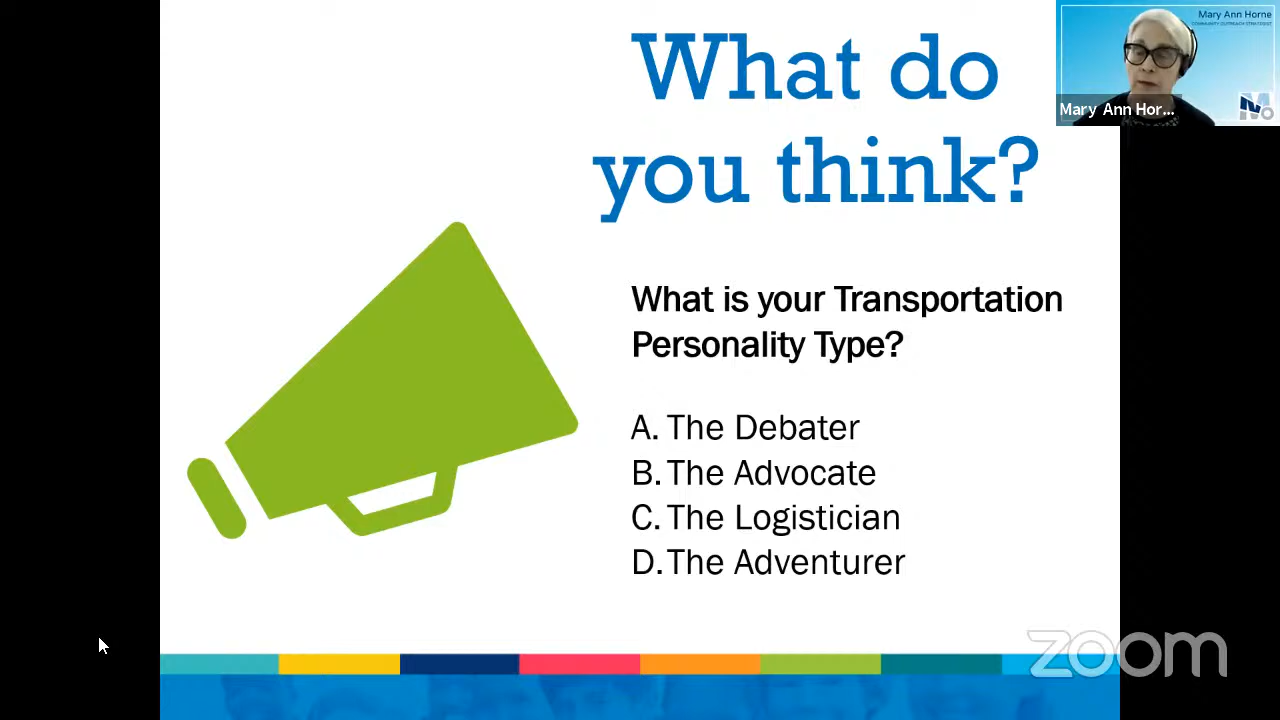 What do
you think?
What is your Transportation
Personality Type?
A. The Debater
B. The Advocate
C. The Logistician
D. The Adventurer
Mary Ann Horne
COMMUNITY OUTREACH STRATEGIST
Mary Ann Hor...
zoom